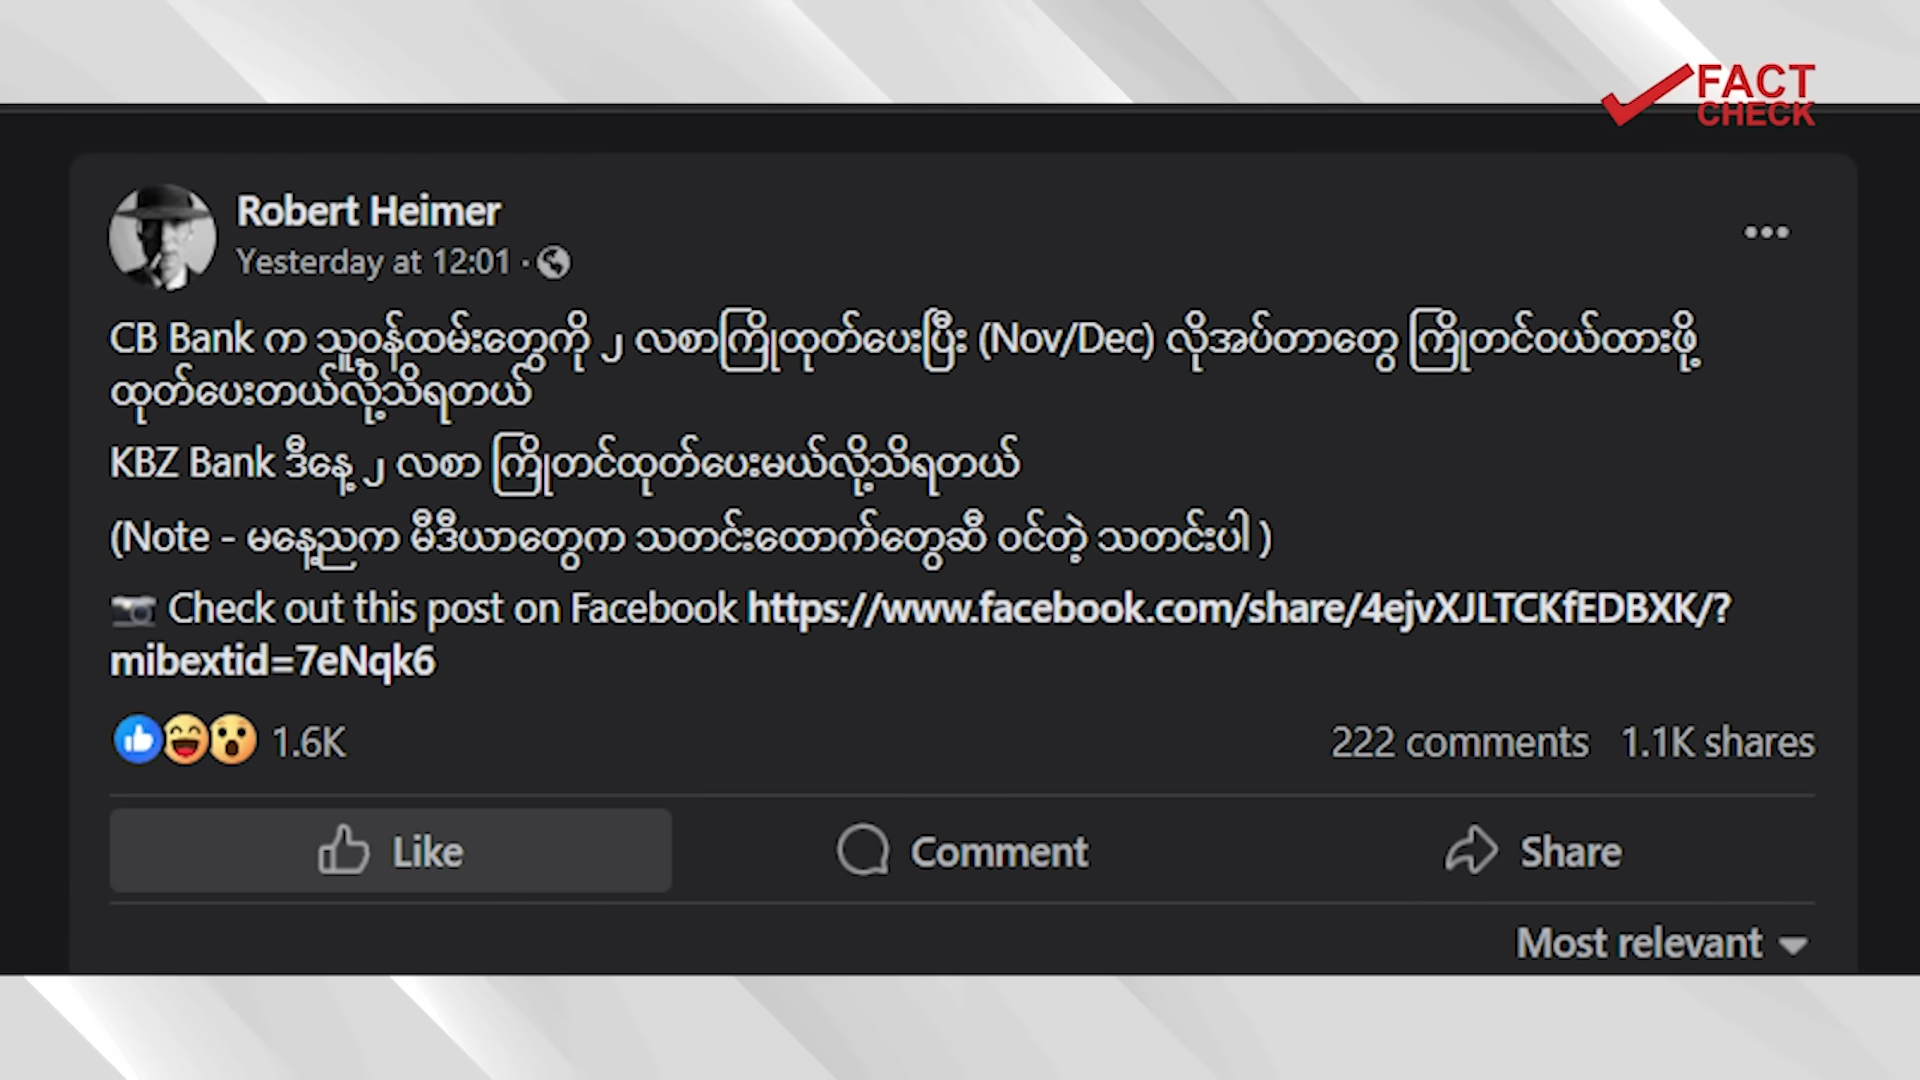 FACT
CHECK
Robert Heimer
Yesterday at 12:01 ·
CB Bank က သူ့ဝန်ထမ်းတွေကို ၂ လစာကြိုထုတ်ပေးပြီး (Nov/Dec) လိုအပ်တာတွေ ကြိုတင်ဝယ်ထားဖို့
ထုတ်ပေးတယ်လို့သိရတယ်
KBZ Bank ဒီနေ့ ၂ လစာ ကြိုတင်ထုတ်ပေးမယ်လို့သိရတယ်
(Note - မနေ့ညက မီဒီယာတွေက သတင်းထောက်တွေဆီ ဝင်တဲ့ သတင်းပါ )
📷 Check out this post on Facebook https://www.facebook.com/share/4ejvXJLTCKfEDBXK/?
mibextid=7eNqk6
1.6K
222 comments 1.1K shares
Like
Comment
Share
Most relevant